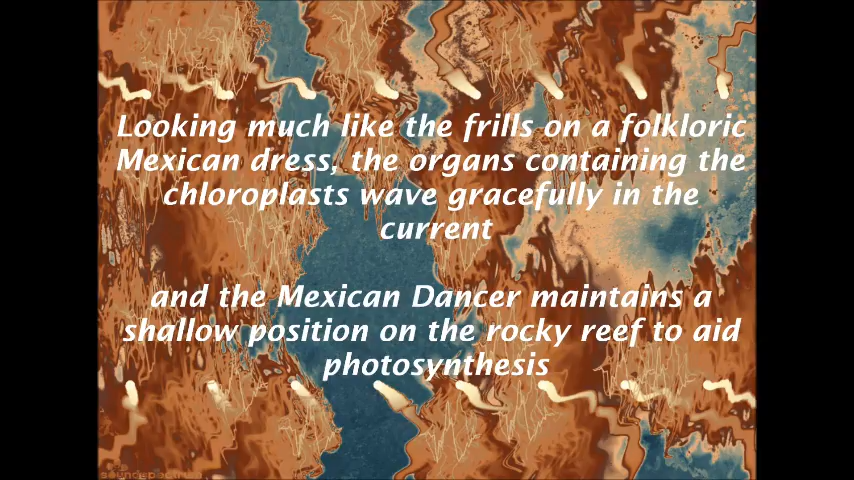 Looking much like the frills on a folkloric
Mexican dress, the organs containing the
chloroplasts wave gracefully in the
current
and the Mexican Dancer maintains a
shallow position on the rocky reef to aid
photosynthesis
soundspectrum